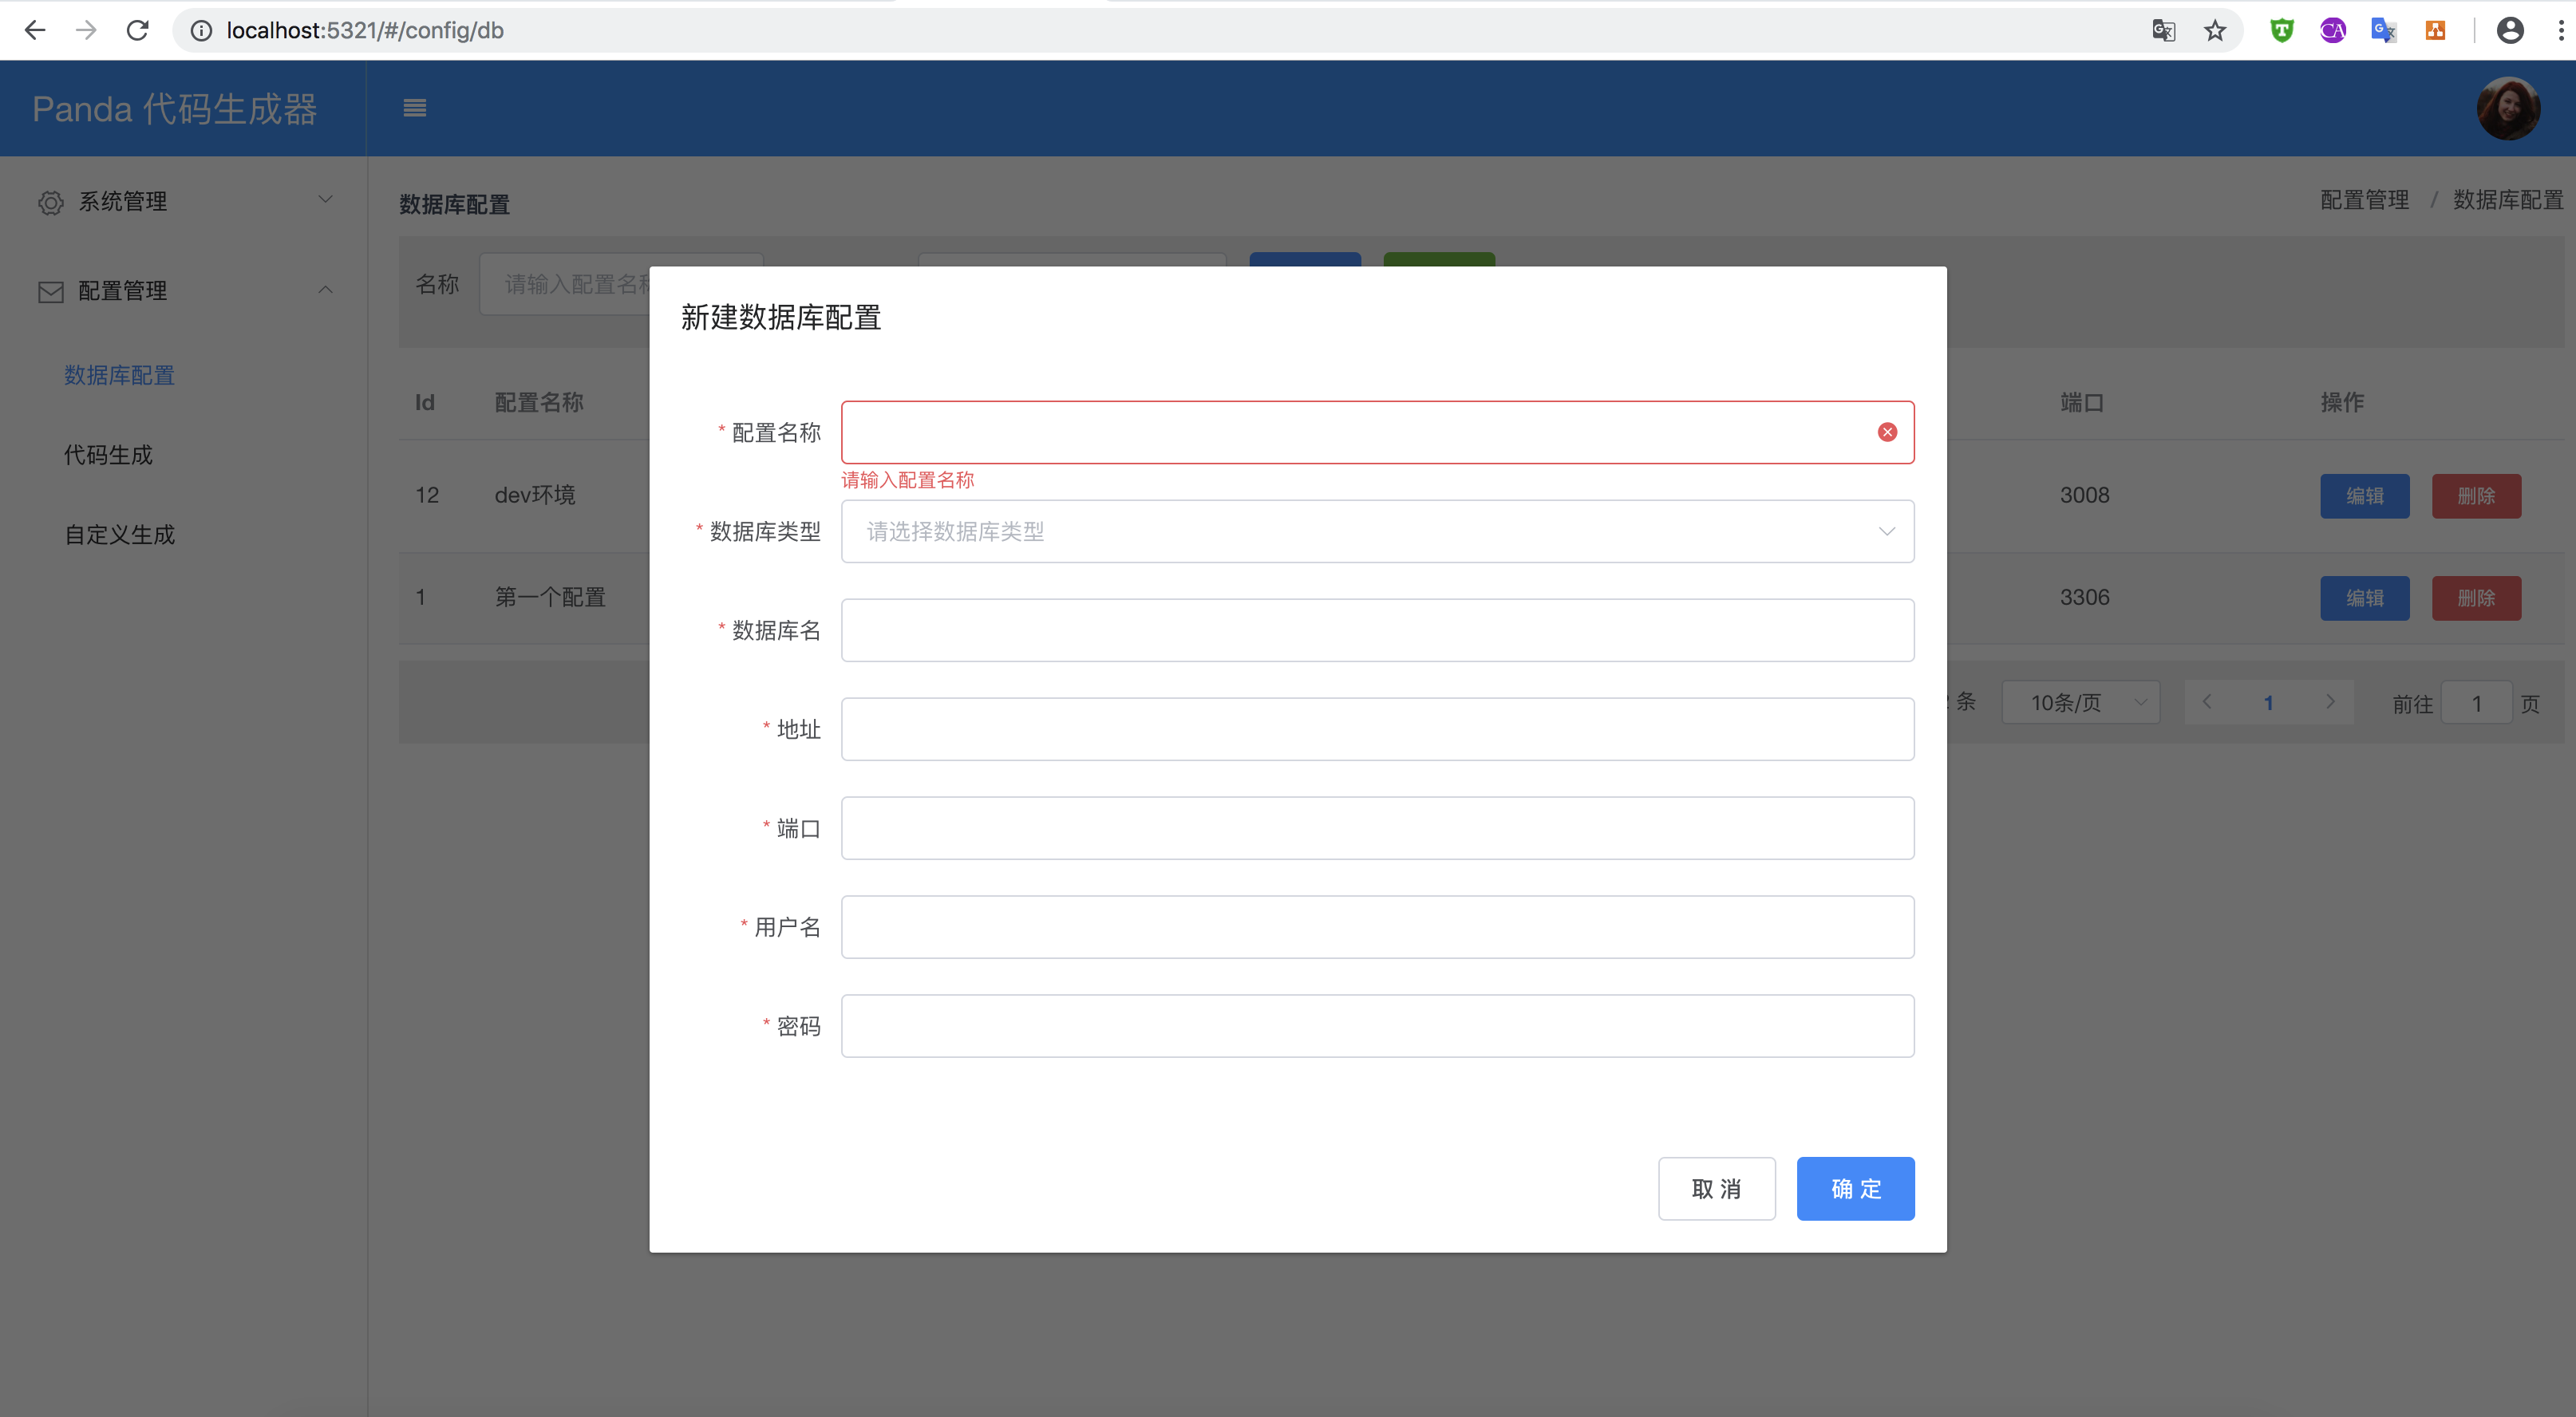 localhost:5321/#/config/db
Panda 代码生成器
系统管理
配置管理
数据库配置
代码生成
自定义生成
数据库配置
配置管理 / 数据库配置
名称 请输入配置名称
Id 配置名称 端口 操作
12 dev环境 3008 编辑 删除
1 第一个配置 3306 编辑 删除
条 10条/页 1 前往 1 页
新建数据库配置
* 配置名称
请输入配置名称
* 数据库类型 请选择数据库类型
* 数据库名
* 地址
* 端口
* 用户名
* 密码
取 消 确 定